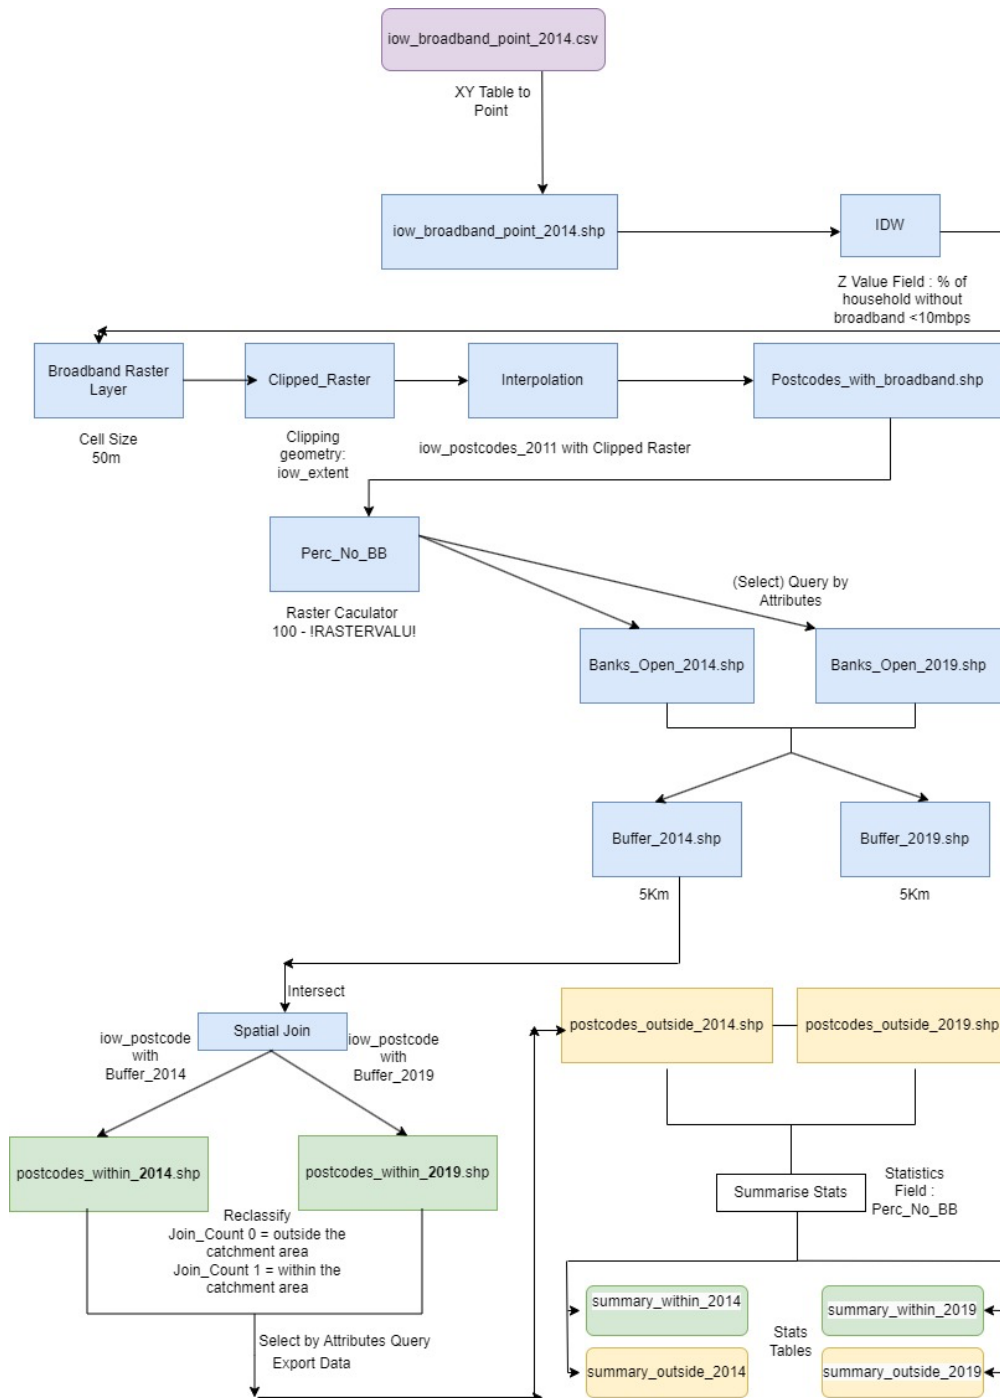 iow_broadband_point_2014.csv
XY Table to
Point
iow_broadband_point_2014.shp
IDW
Z Value Field : % of
household without
broadband <10mbps
Broadband Raster
Layer
Clipped_Raster
Interpolation
Postcodes_with_broadband.shp
Cell Size
50m
Clipping
geometry:
iow_extent
iow_postcodes_2011 with Clipped Raster
Perc_No_BB
(Select) Query by
Attributes
Raster Caculator
100 - !RASTERVALU!
Banks_Open_2014.shp
Banks_Open_2019.shp
Buffer_2014.shp
Buffer_2019.shp
5Km
5Km
Intersect
Spatial Join
iow_postcode
with
Buffer_2014
iow_postcode
with
Buffer_2019
postcodes_outside_2014.shp
postcodes_outside_2019.shp
postcodes_within_2014.shp
postcodes_within_2019.shp
Reclassify
Join_Count 0 = outside the
catchment area
Join_Count 1 = within the
catchment area
Summarise Stats
Statistics
Field :
Perc_No_BB
Select by Attributes Query
Export Data
summary_within_2014
summary_within_2019
Stats
Tables
summary_outside_2014
summary_outside_2019